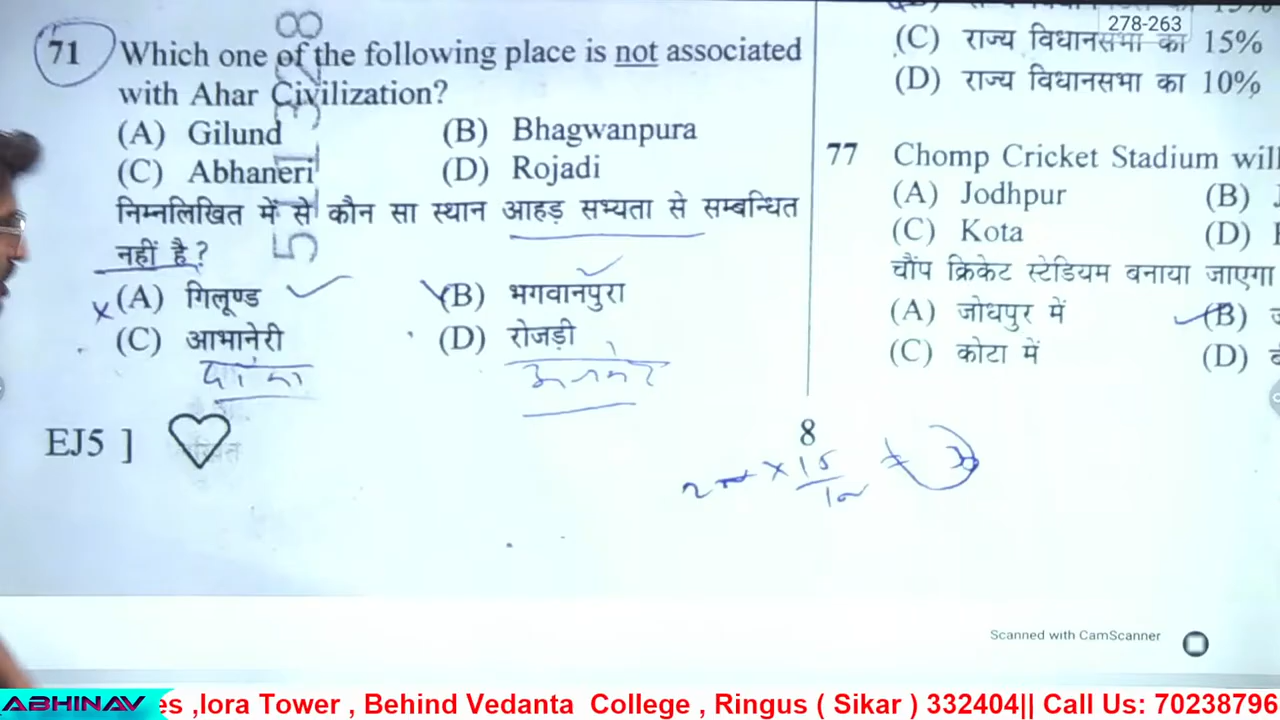 278-263
71 Which one of the following place is not associated
with Ahar Civilization?
(A) Gilund (B) Bhagwanpura
(C) Abhaneri (D) Rojadi
निम्नलिखित में से कौन सा स्थान आहड़ सभ्यता से सम्बन्धित
नहीं है ?
(A) गिलूण्ड (B) भगवानपुरा
(C) आभानेरी (D) रोजड़ी
EJ5 ]
8
(C) राज्य विधानसभा का 15%
(D) राज्य विधानसभा का 10%
77 Chomp Cricket Stadium will
(A) Jodhpur (B)
(C) Kota (D)
चौंप क्रिकेट स्टेडियम बनाया जाएगा
(A) जोधपुर में (B)
(C) कोटा में (D)
15
Scanned with CamScanner
ABHINAV es ,Iora Tower , Behind Vedanta College , Ringus ( Sikar ) 332404|| Call Us: 70238796